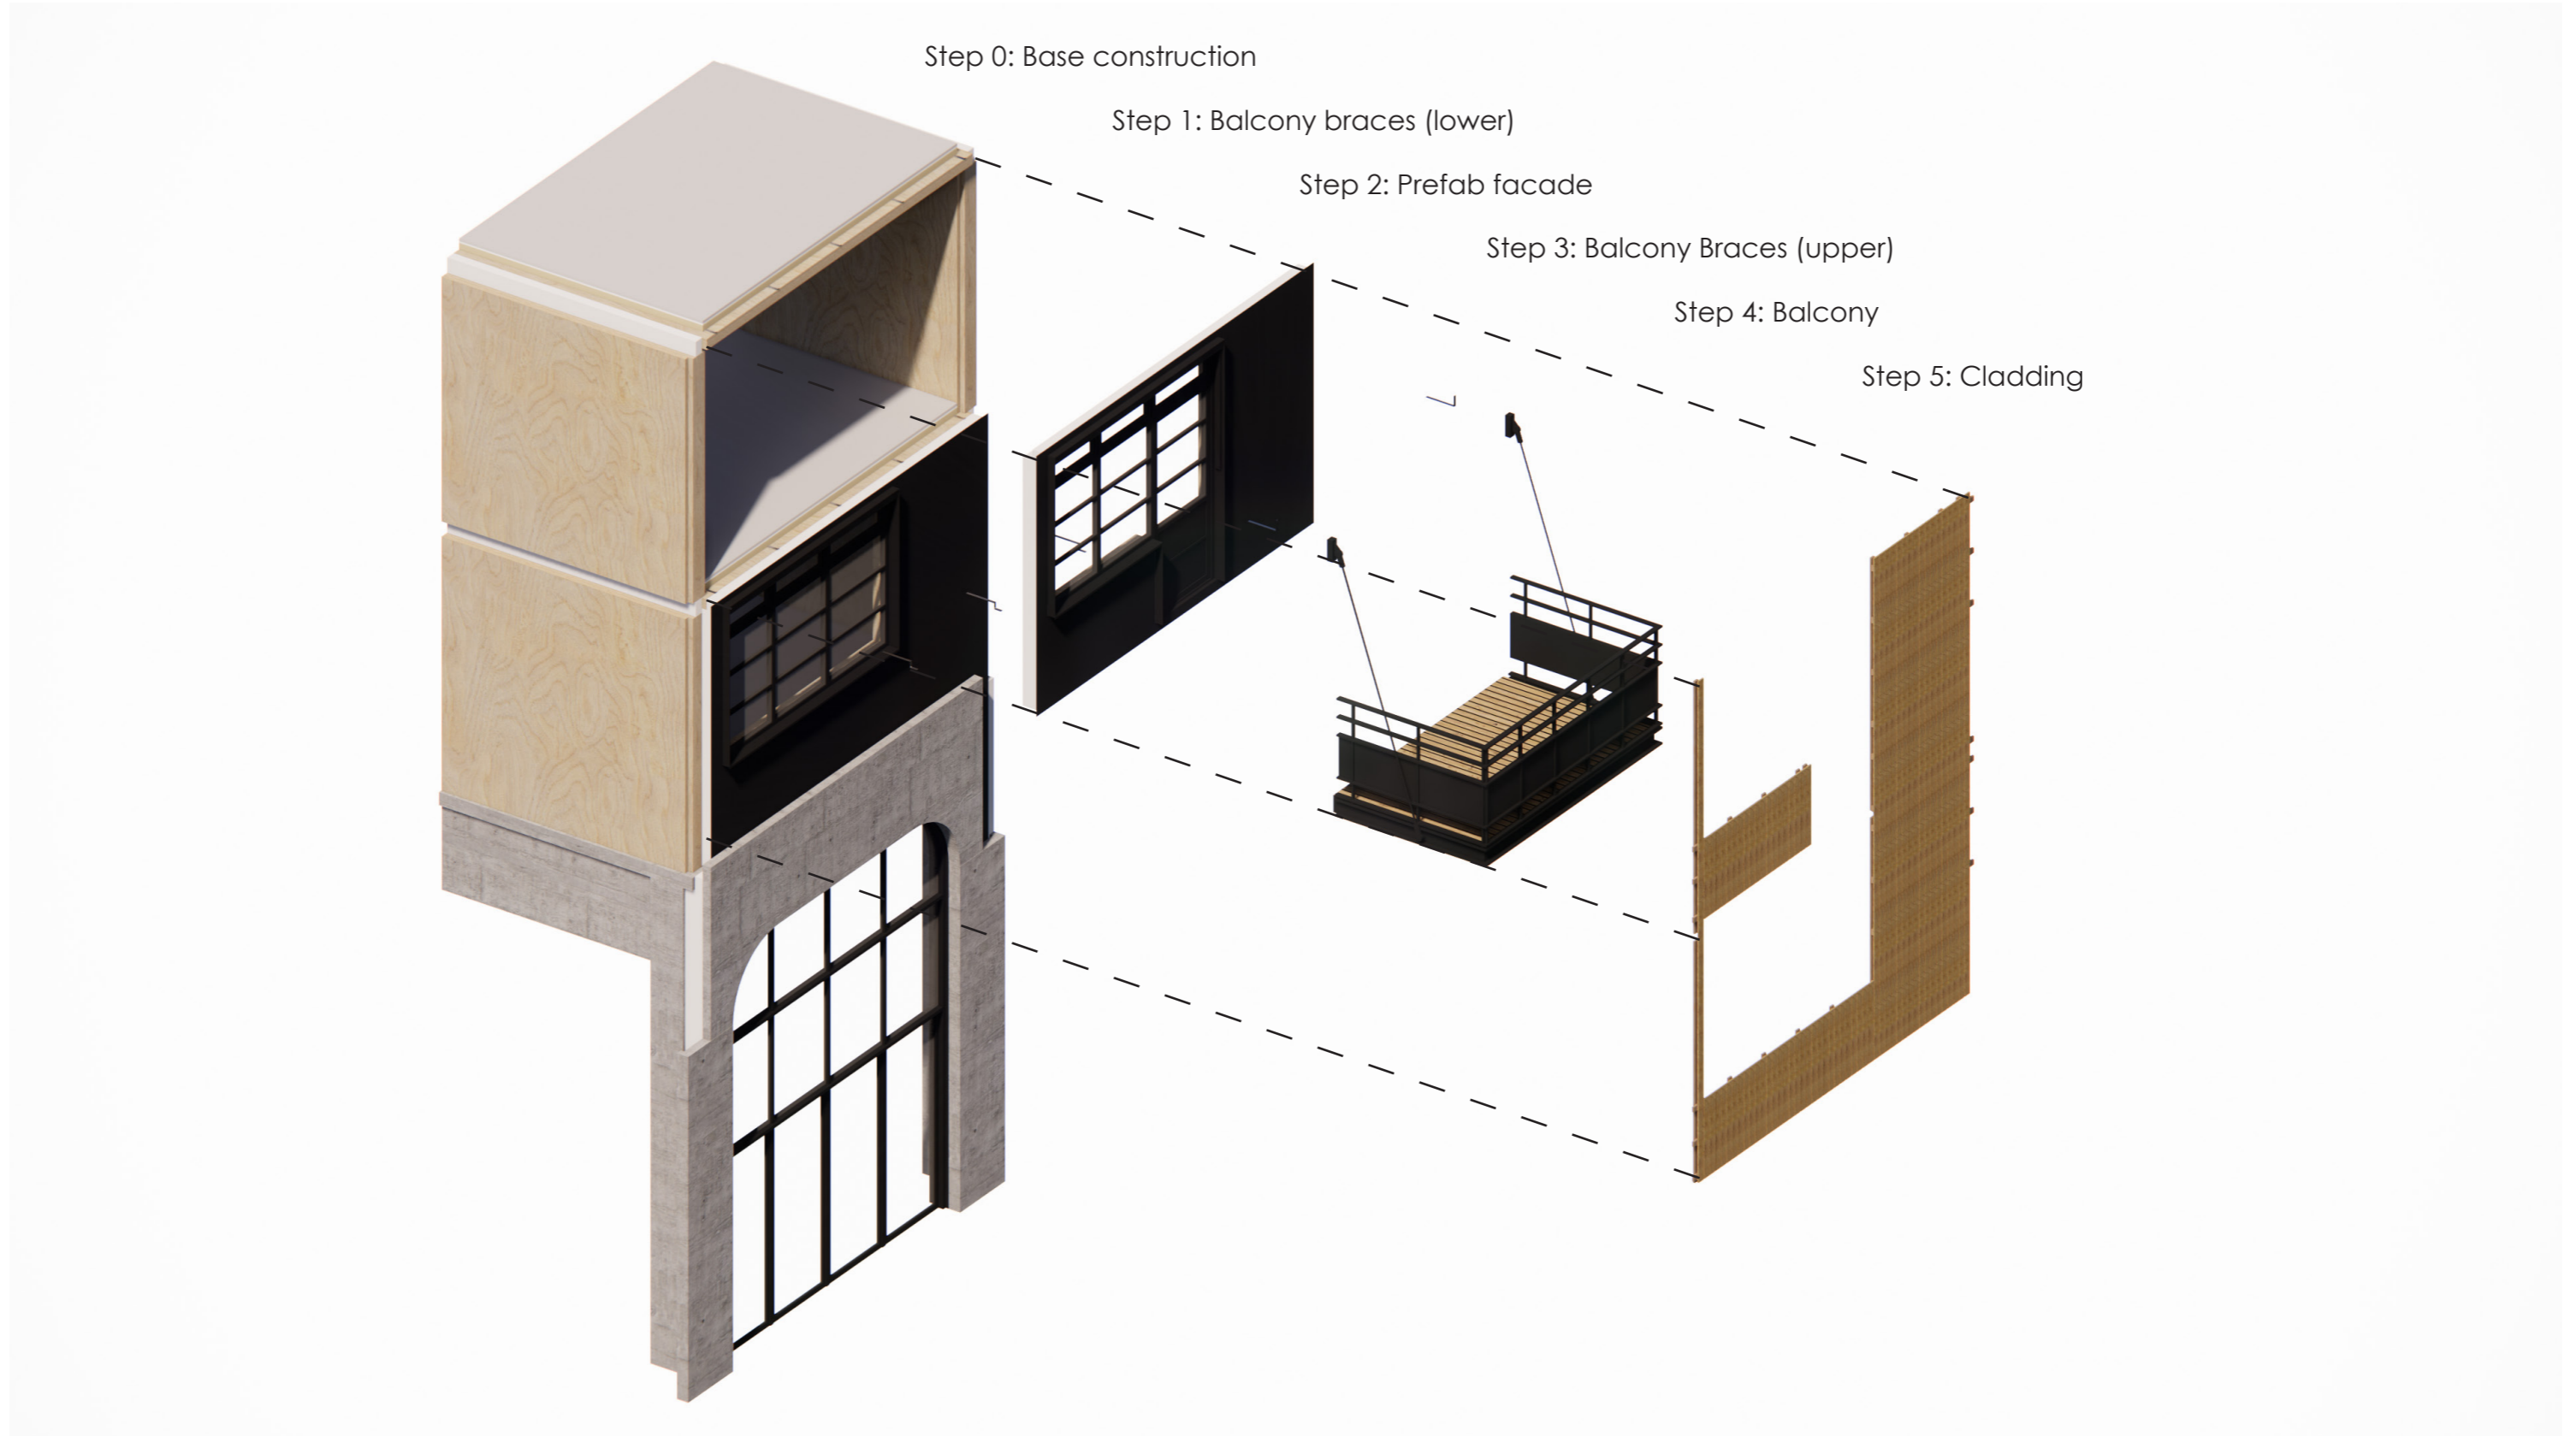 Step 0: Base construction
Step 1: Balcony braces (lower)
Step 2: Prefab facade
Step 3: Balcony Braces (upper)
Step 4: Balcony
Step 5: Cladding